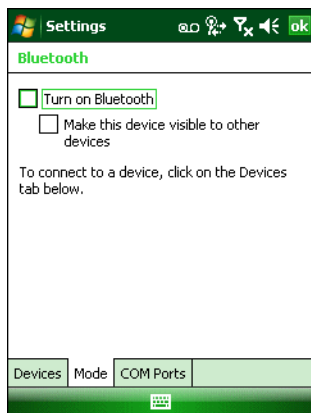 Settings
ok
Bluetooth
Turn on Bluetooth
Make this device visible to other
devices
To connect to a device, click on the Devices
tab below.
Devices Mode COM Ports